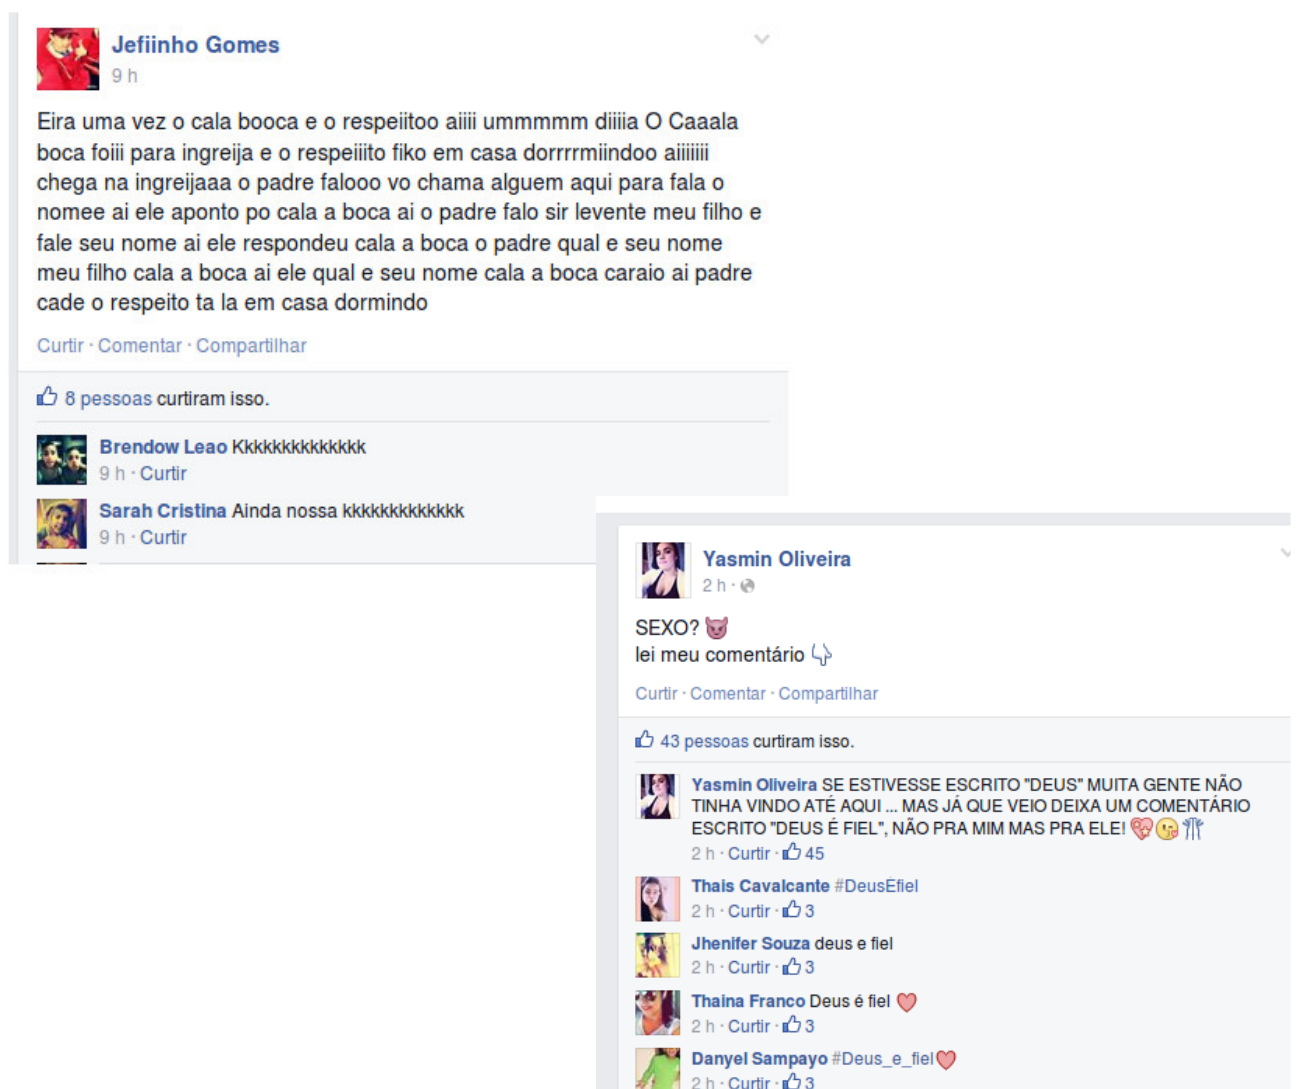 Jefiinho Gomes
9 h
Eira uma vez o cala booca e o respeiitoo aiiii ummmmm diiiia O Caaala
boca foiii para ingreija e o respeiiito fiko em casa dorrrrmiindoo aiiiiiii
chega na ingreijaaa o padre falooo vo chama alguem aqui para fala o
nomee ai ele aponto po cala a boca ai o padre falo sir levente meu filho e
fale seu nome ai ele respondeu cala a boca o padre qual e seu nome
meu filho cala a boca ai ele qual e seu nome cala a boca caraio ai padre
cade o respeito ta la em casa dormindo
Curtir · Comentar · Compartilhar
8 pessoas curtiram isso.
Brendow Leao Kkkkkkkkkkkkkkk
9 h · Curtir
Sarah Cristina Ainda nossa kkkkkkkkkkkkk
9 h · Curtir
Yasmin Oliveira
2 h ·
SEXO? 😈
lei meu comentário 👇
Curtir · Comentar · Compartilhar
43 pessoas curtiram isso.
Yasmin Oliveira SE ESTIVESSE ESCRITO "DEUS" MUITA GENTE NÃO
TINHA VINDO ATÉ AQUI ... MAS JÁ QUE VEIO DEIXA UM COMENTÁRIO
ESCRITO "DEUS É FIEL", NÃO PRA MIM MAS PRA ELE! 💖😘🙌
2 h · Curtir · 45
Thais Cavalcante #DeusÉfiel
2 h · Curtir · 3
Jhenifer Souza deus e fiel
2 h · Curtir · 3
Thaina Franco Deus é fiel ❤
2 h · Curtir · 3
Danyel Sampayo #Deus_e_fiel❤
2 h · Curtir · 3